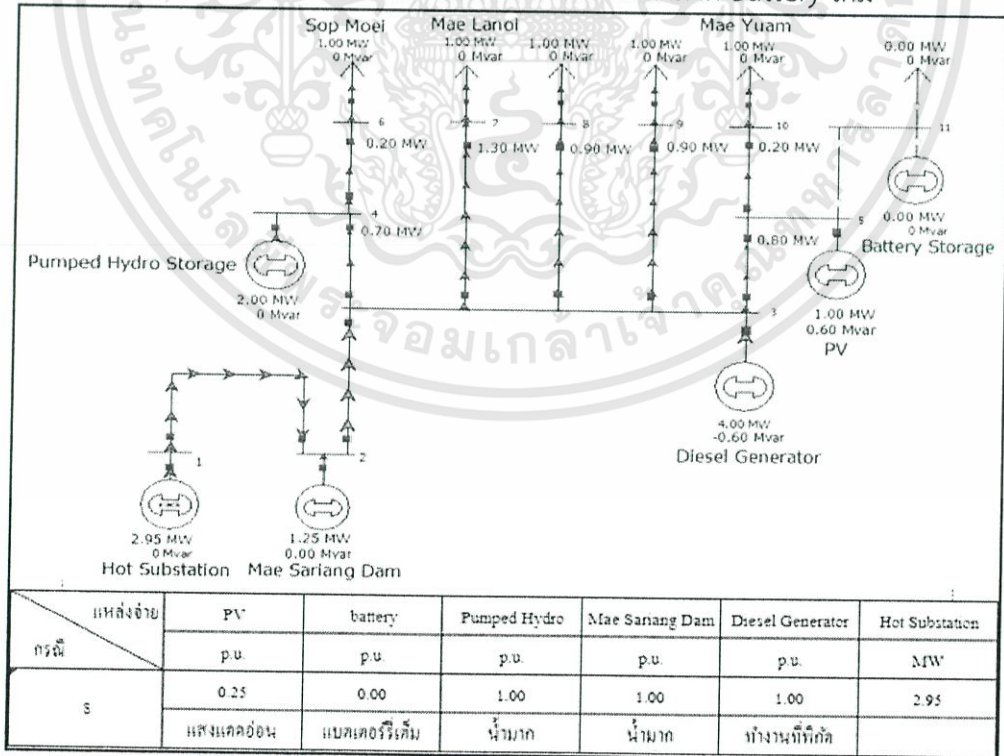 Battery
Sop Moei
1.00 MW
0 Mvar
Mae Lanoi
1.00 MW
0 Mvar
1.00 MW
0 Mvar
1.00 MW
0 Mvar
Mae Yuam
1.00 MW
0 Mvar
0.00 MW
0 Mvar
6
7
8
9
10
11
0.20 MW
1.30 MW
0.90 MW
0.90 MW
0.20 MW
4
0.70 MW
5
0.80 MW
0.00 MW
0 Mvar
Battery Storage
Pumped Hydro Storage
2.00 MW
0 Mvar
1.00 MW
0.60 Mvar
PV
3
4.00 MW
-0.60 Mvar
Diesel Generator
1
2
2.95 MW
0 Mvar
Hot Substation
1.25 MW
0.00 Mvar
Mae Sariang Dam
แหล่งจ่าย
กรณี
PV
battery
Pumped Hydro
Mae Sariang Dam
Diesel Generator
Hot Substation
p.u.
p.u.
p.u.
p.u.
p.u.
MW
S
0.25
0.00
1.00
1.00
1.00
2.95
แสงแดดอ่อน
แบตเตอร์รี่เต็ม
น้ำมาก
น้ำมาก
ทำงานที่พิกัด